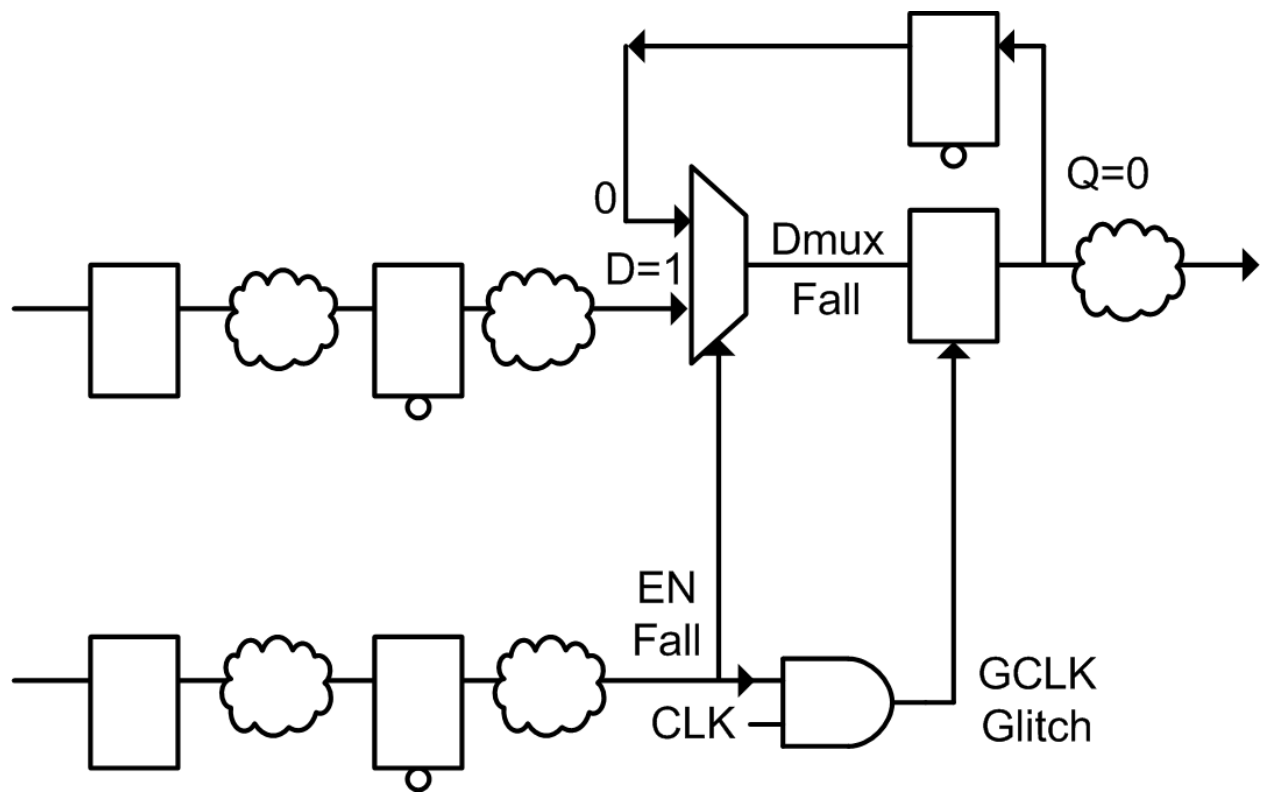 Q=0
0
Dmux
D=1
Fall
EN
Fall
GCLK
CLK
Glitch